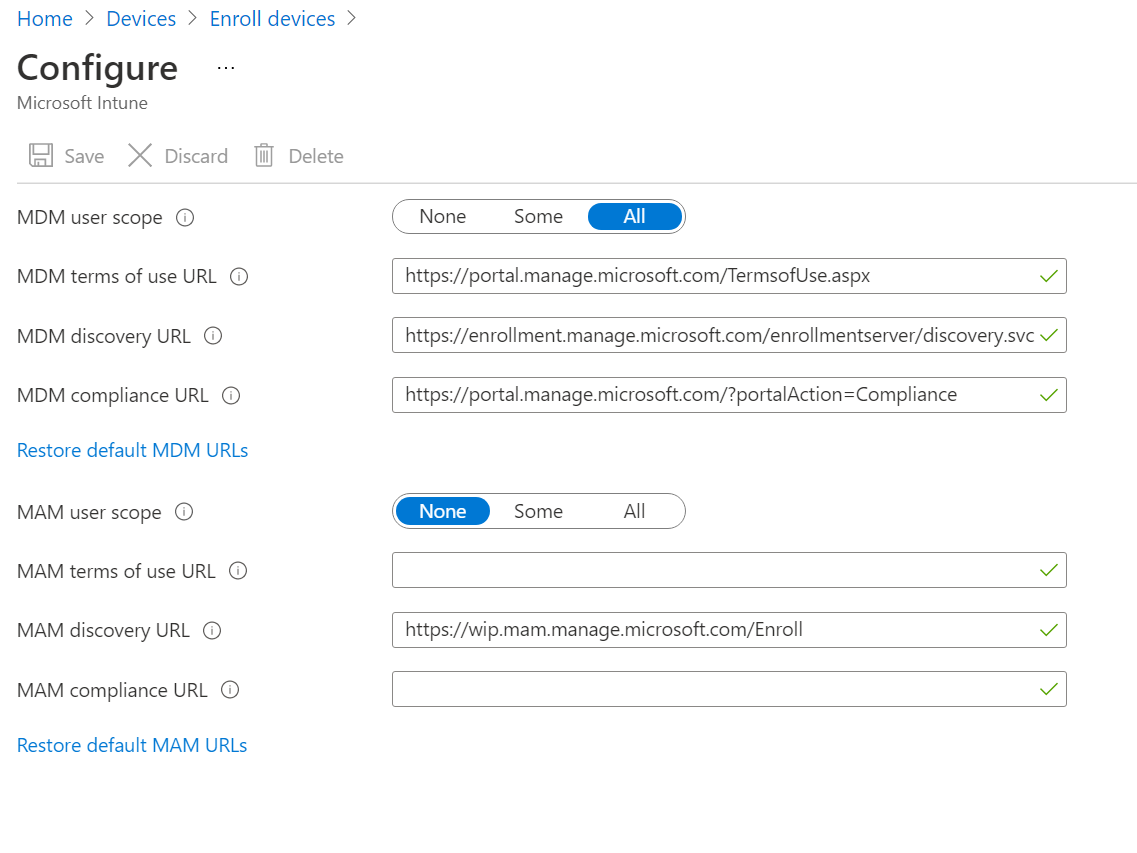 Home > Devices > Enroll devices >
Configure ...
Microsoft Intune
Save Discard Delete
MDM user scope None Some All
MDM terms of use URL https://portal.manage.microsoft.com/TermsofUse.aspx
MDM discovery URL https://enrollment.manage.microsoft.com/enrollmentserver/discovery.svc
MDM compliance URL https://portal.manage.microsoft.com/?portalAction=Compliance
Restore default MDM URLs
MAM user scope None Some All
MAM terms of use URL
MAM discovery URL https://wip.mam.manage.microsoft.com/Enroll
MAM compliance URL
Restore default MAM URLs